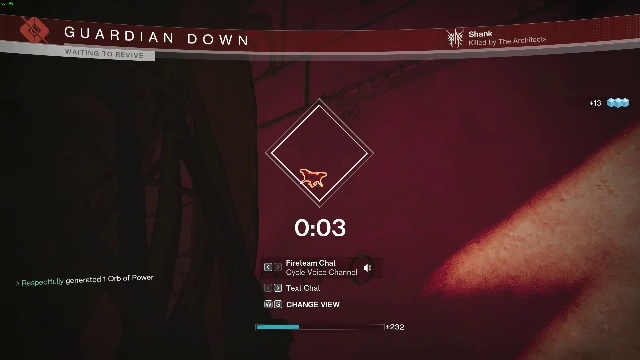 GUARDIAN DOWN
WAITING TO REVIVE
Shank
Killed by The Architects
+13
0:03
Fireteam Chat
Cycle Voice Channel
Text Chat
CHANGE VIEW
> Respectfully generated 1 Orb of Power
+232